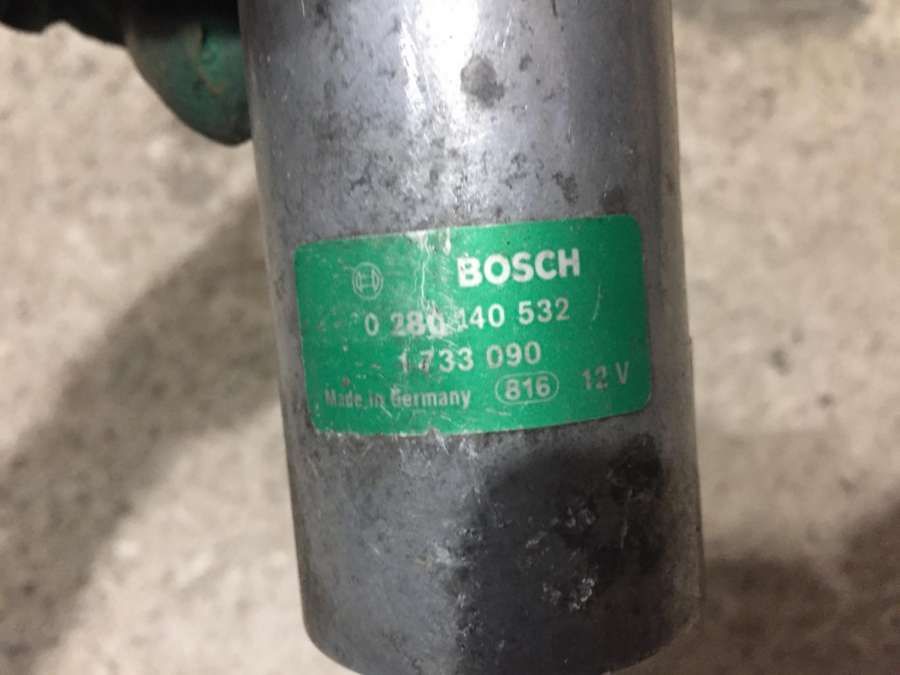 BOSCH
0 280 140 532
1 733 090
Made in Germany 816 12 V